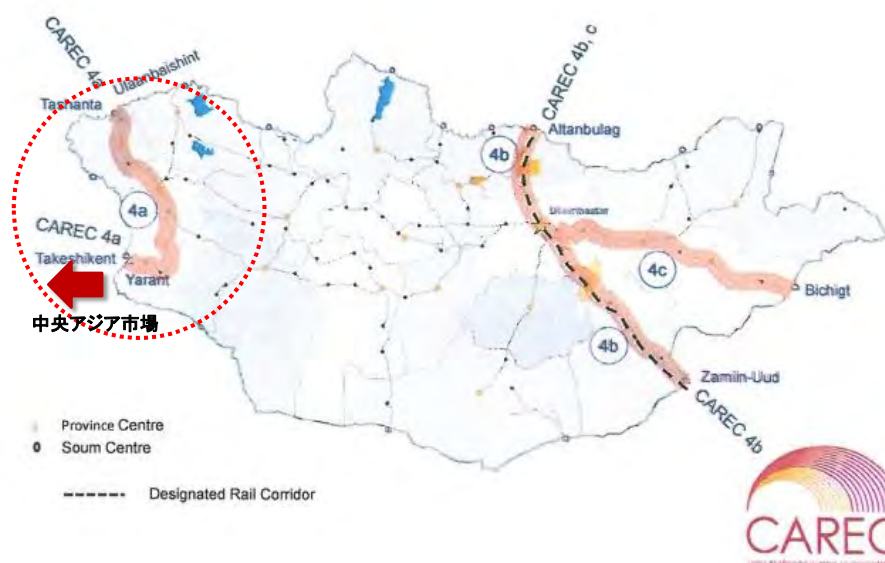 CAREC 4a
Ulaanbaishint
Tashanta
CAREC 4b, c
Altanbulag
4b
4a
CAREC 4a
Takeshikent
Yarant
中央アジア市場
Ulaanbaatar
4c
Bichigt
4b
Zamiin-Uud
CAREC 4b
Province Centre
Soum Centre
Designated Rail Corridor
CAREC